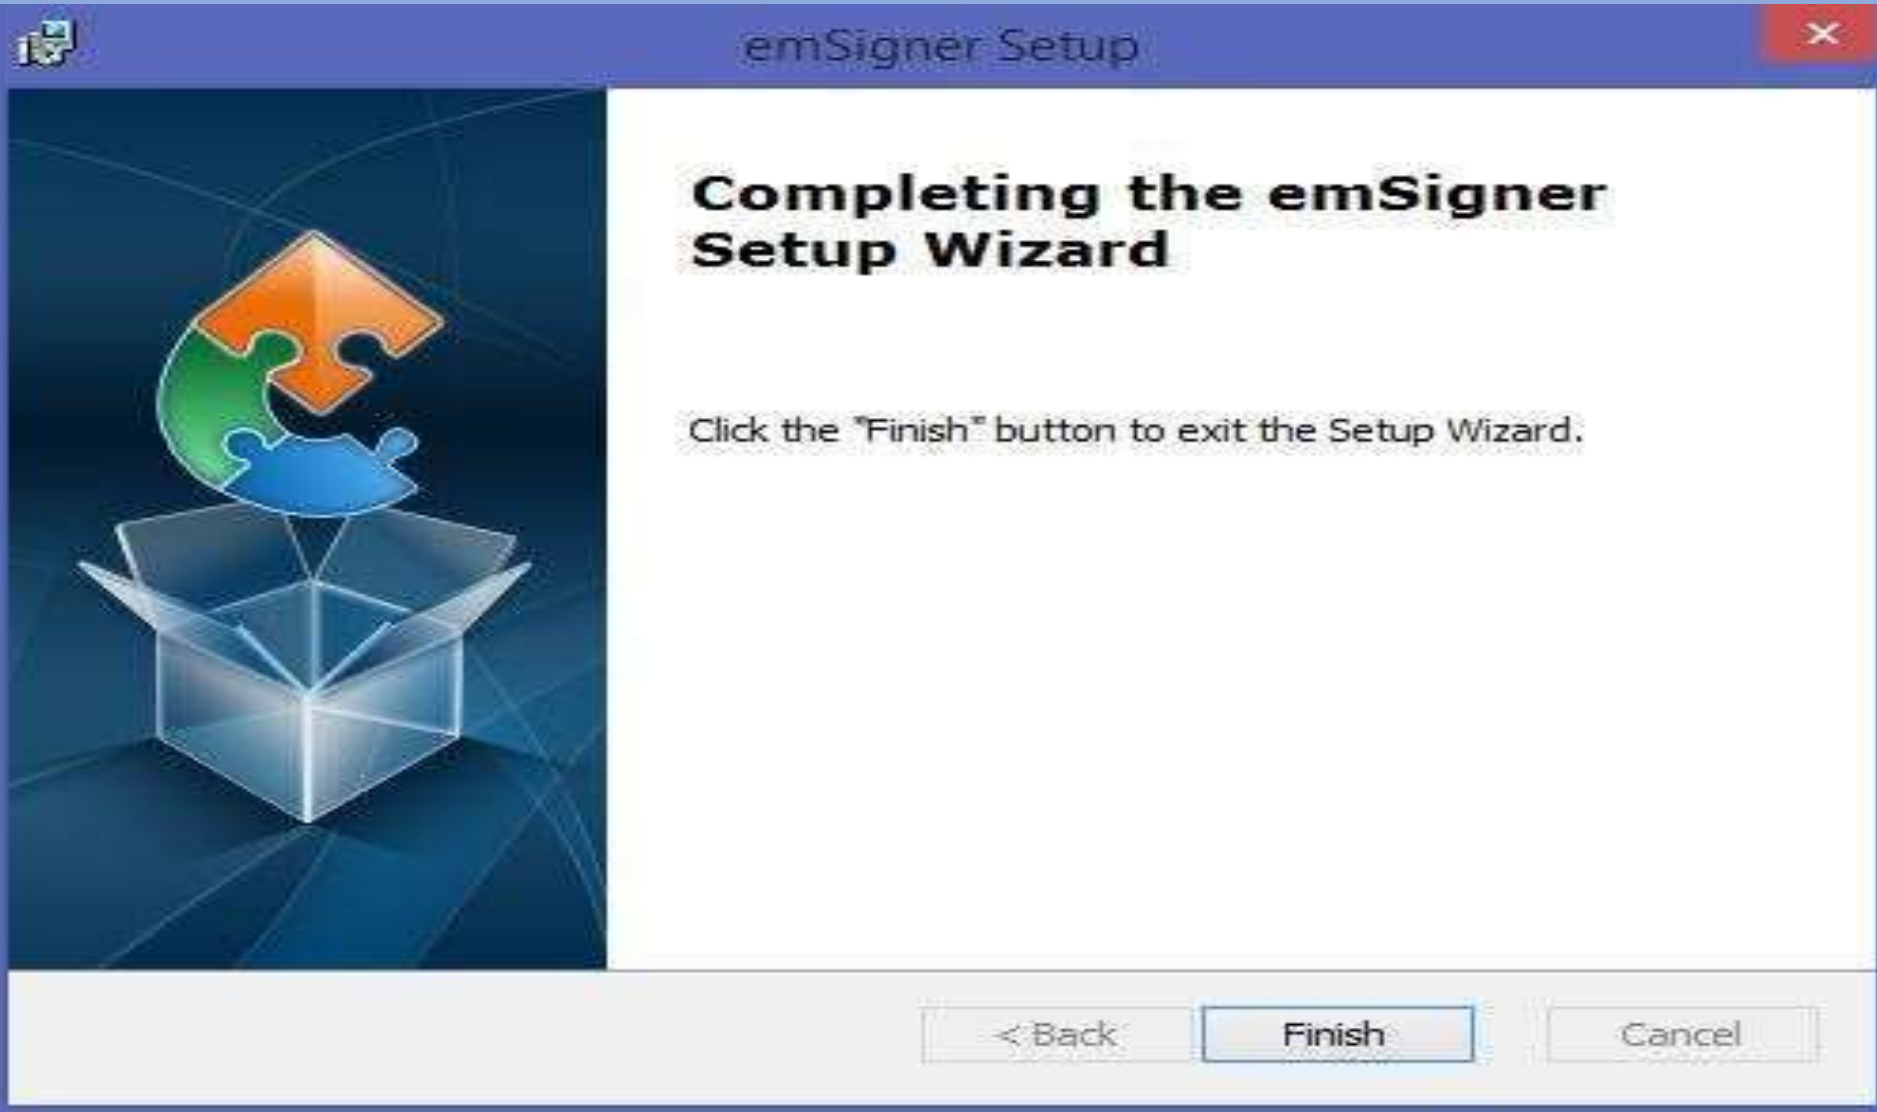 emSigner Setup
Completing the emSigner
Setup Wizard
Click the "Finish" button to exit the Setup Wizard.
< Back
Finish
Cancel